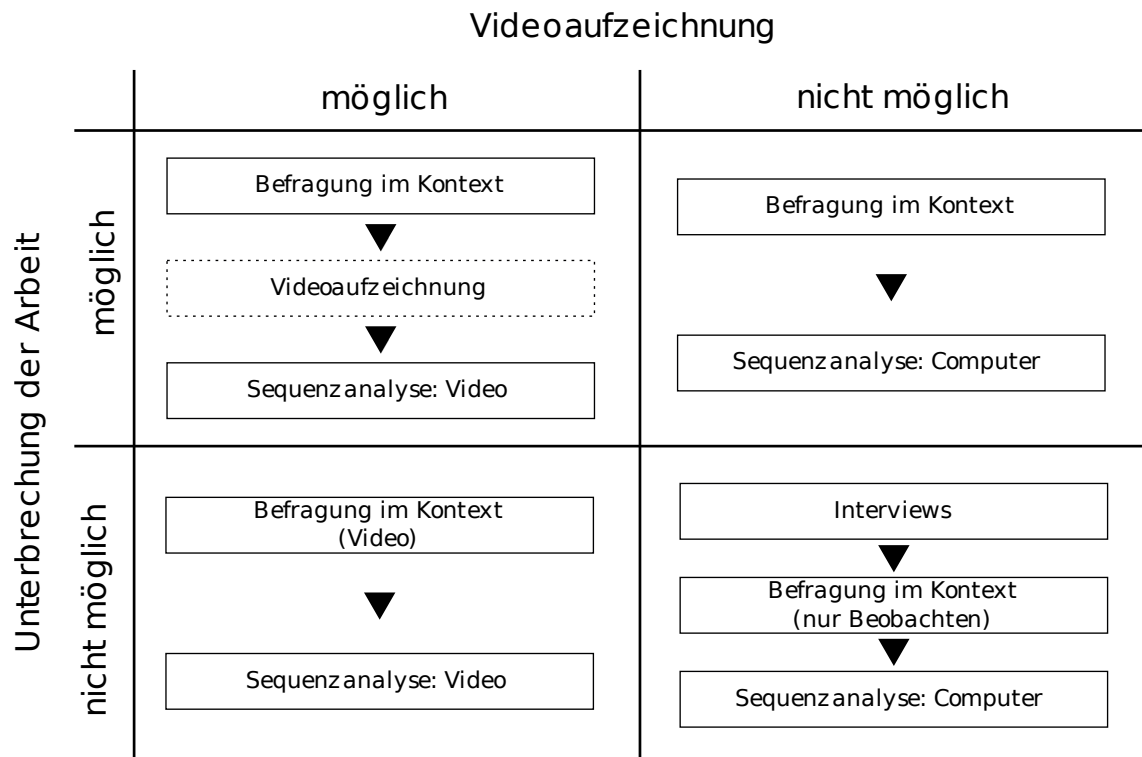 Videoaufzeichnung
möglich
nicht möglich
Unterbrechung der Arbeit
möglich
Befragung im Kontext
Videoaufzeichnung
Sequenzanalyse: Video
Befragung im Kontext
Sequenzanalyse: Computer
nicht möglich
Befragung im Kontext
(Video)
Sequenzanalyse: Video
Interviews
Befragung im Kontext
(nur Beobachten)
Sequenzanalyse: Computer